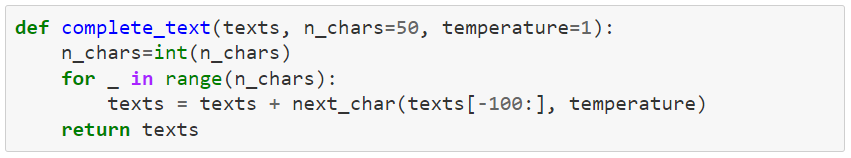 def complete_text(texts, n_chars=50, temperature=1):
    n_chars=int(n_chars)
    for _ in range(n_chars):
        texts = texts + next_char(texts[-100:], temperature)
    return texts